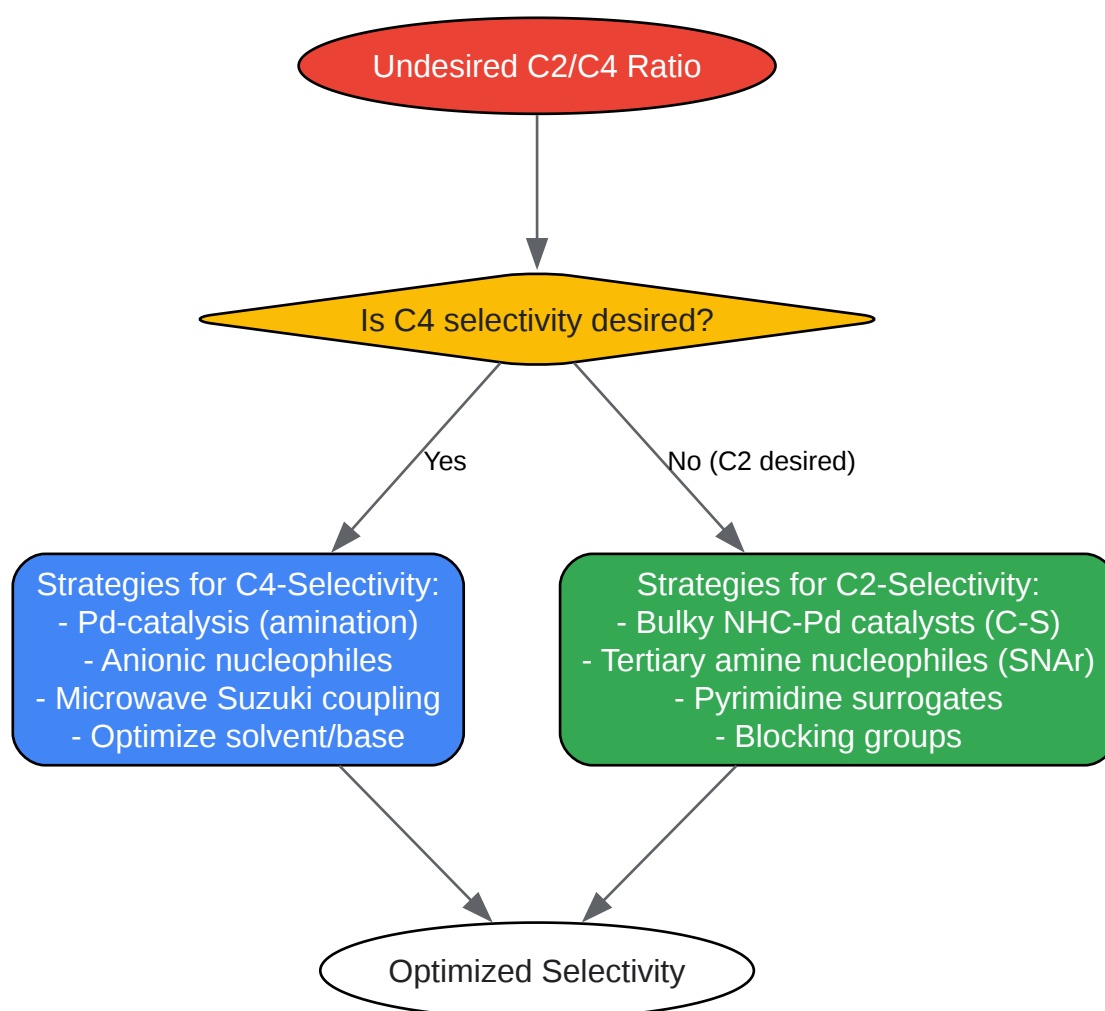 Undesired C2/C4 Ratio
Is C4 selectivity desired?
Yes
No (C2 desired)
Strategies for C4-Selectivity:
- Pd-catalysis (amination)
- Anionic nucleophiles
- Microwave Suzuki coupling
- Optimize solvent/base
Strategies for C2-Selectivity:
- Bulky NHC-Pd catalysts (C-S)
- Tertiary amine nucleophiles (SNAr)
- Pyrimidine surrogates
- Blocking groups
Optimized Selectivity